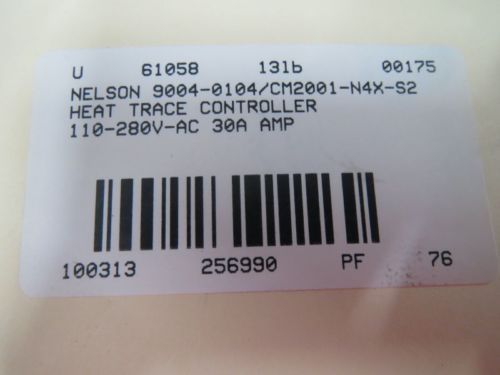 U 61058 13lb 00175
NELSON 9004-0104/CM2001-N4X-S2
HEAT TRACE CONTROLLER
110-280V-AC 30A AMP
100313 256990 PF 76